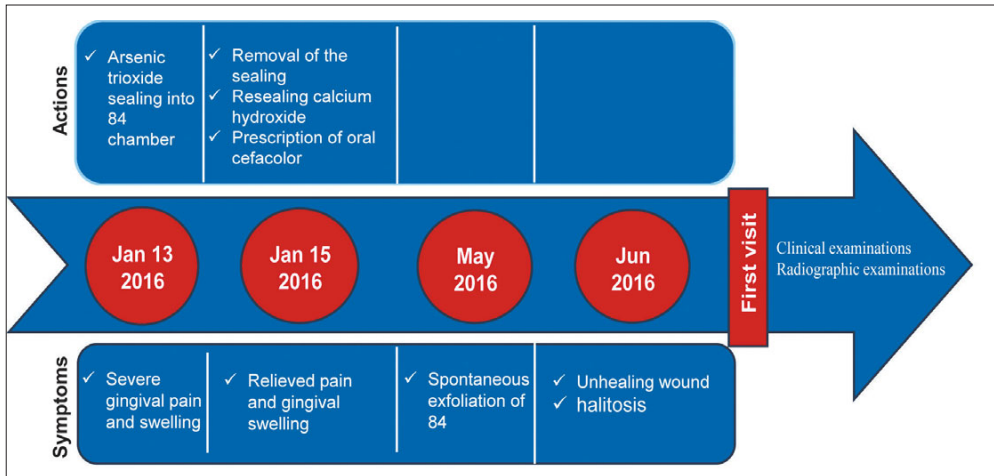 Actions
✓ Arsenic
trioxide
sealing into
84
chamber
✓ Removal of the
sealing
✓ Resealing calcium
hydroxide
✓ Prescription of oral
cefacolor
Jan 13
2016
Jan 15
2016
May
2016
Jun
2016
First visit
Clinical examinations
Radiographic examinations
Symptoms
✓ Severe
gingival pain
and swelling
✓ Relieved pain
and gingival
swelling
✓ Spontaneous
exfoliation of
84
✓ Unhealing wound
✓ halitosis